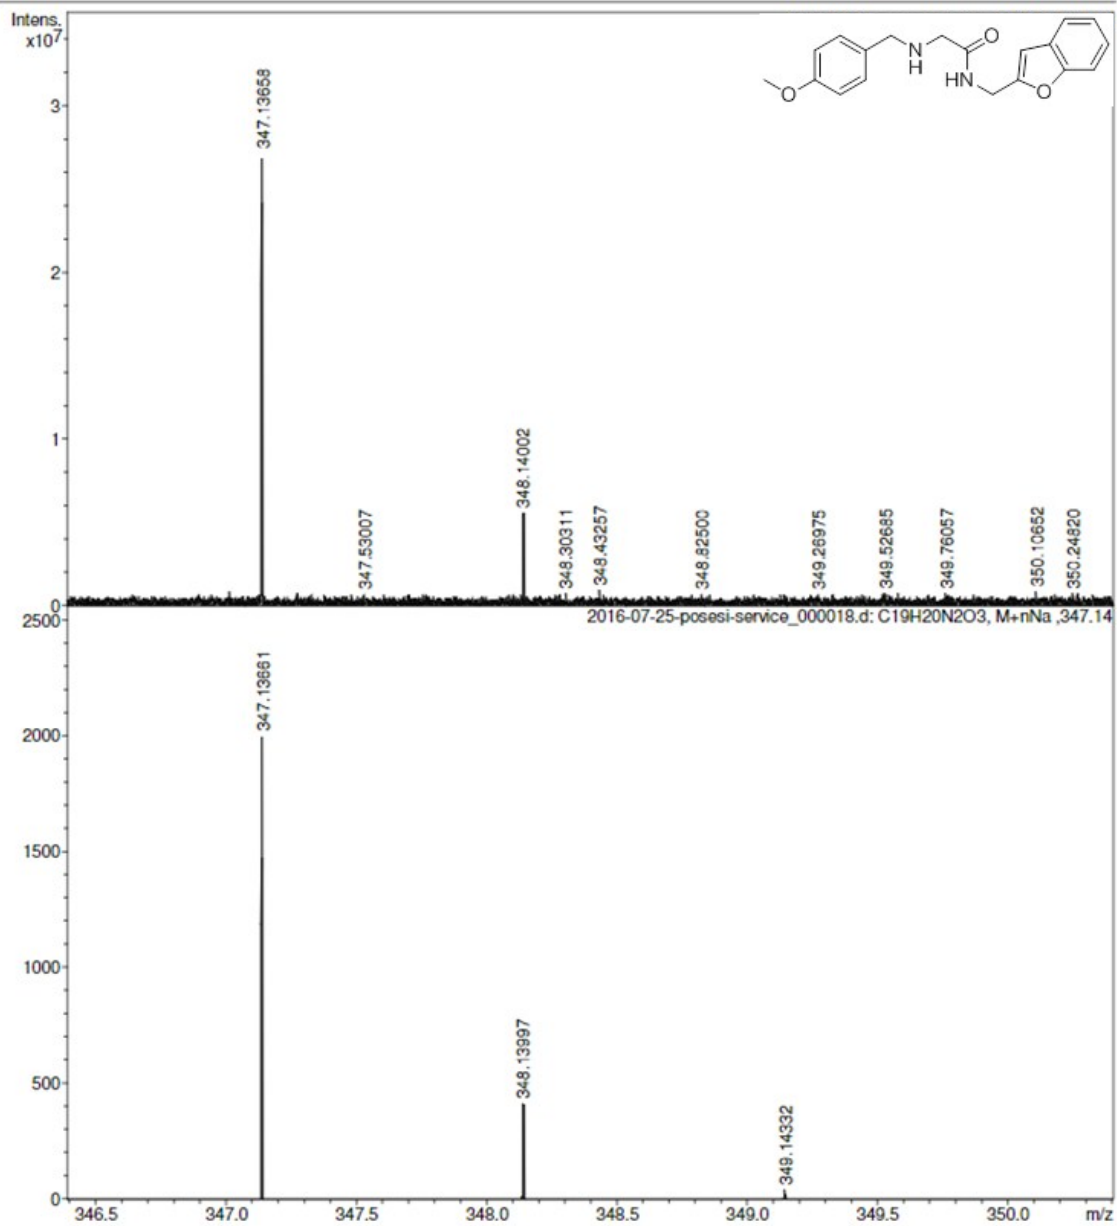 Intens.
x10^7
3
2
1
0
347.13658
347.53007
348.14002
348.30311
348.43257
348.82500
349.26975
349.52685
349.76057
350.10652
350.24820
O
N
H
O
HN
O
2016-07-25-posesi-service_000018.d: C19H20N2O3, M+nNa ,347.14
2500
2000
1500
1000
500
0
347.13661
348.13997
349.14332
346.5 347.0 347.5 348.0 348.5 349.0 349.5 350.0 m/z